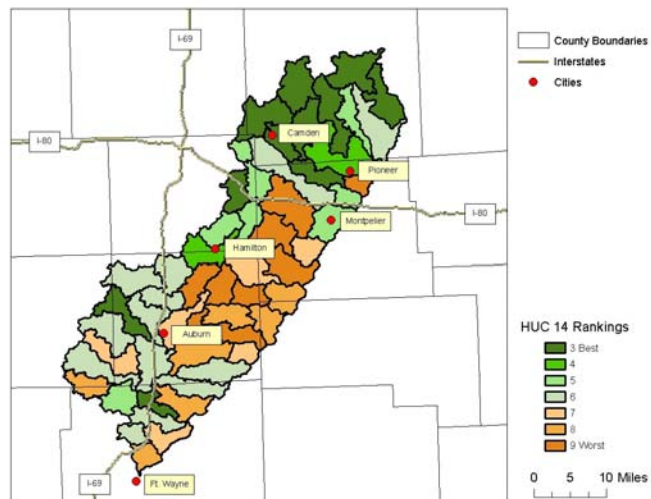 I-69
County Boundaries
Interstates
Cities
Camden
I-80
Pioneer
I-80
Montpelier
Hamilton
Auburn
HUC 14 Rankings
3 Best
4
5
6
7
8
9 Worst
I-69
Ft. Wayne
0 5 10 Miles